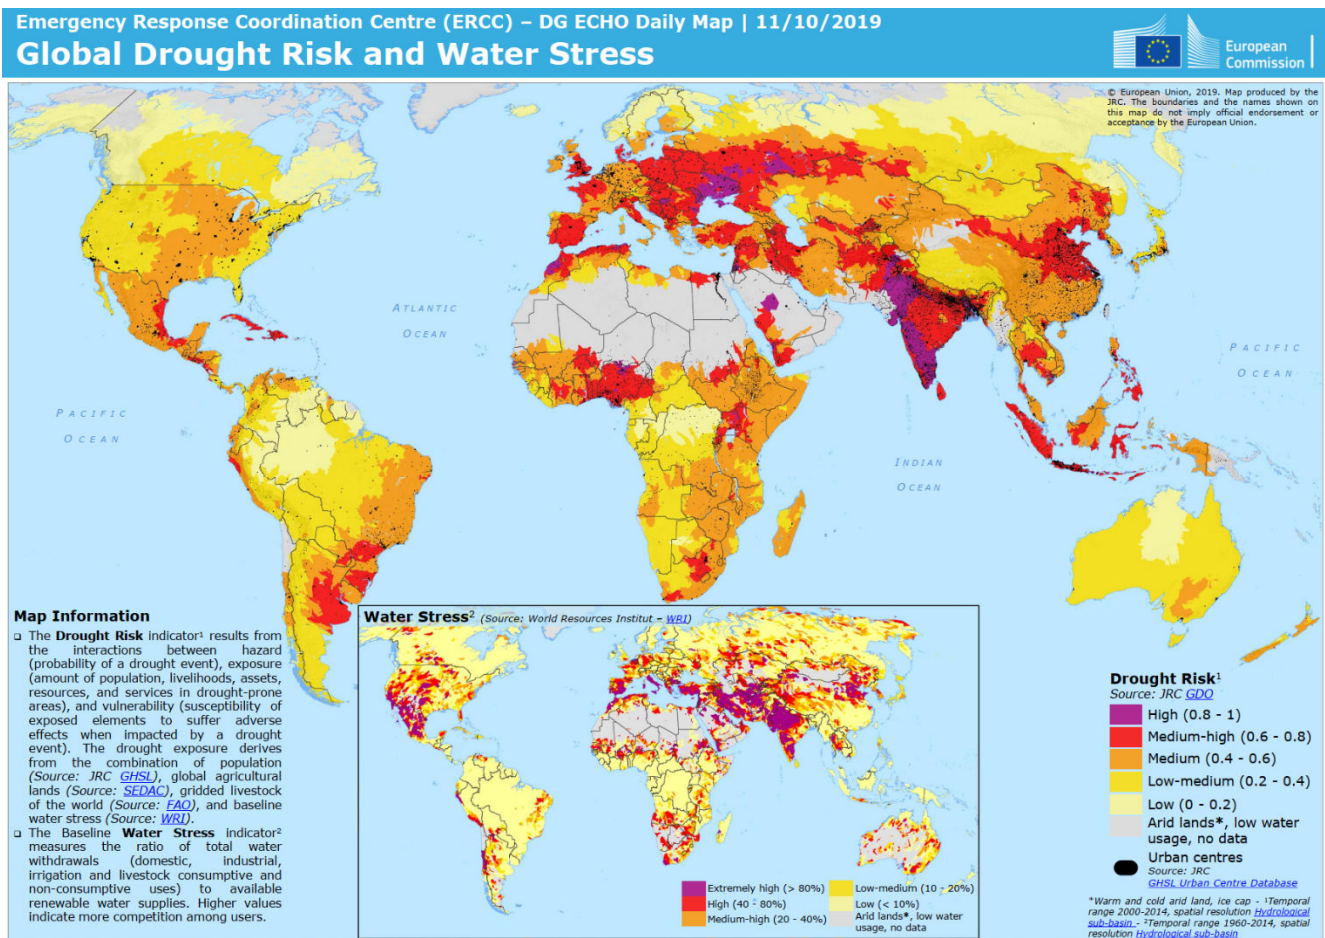 Emergency Response Coordination Centre (ERCC) – DG ECHO Daily Map | 11/10/2019
Global Drought Risk and Water Stress
European
Commission
© European Union, 2019. Map produced by the
JRC. The boundaries and the names shown on
this map do not imply official endorsement or
acceptance by the European Union.
ATLANTIC
OCEAN
PACIFIC
OCEAN
PACIFIC
OCEAN
INDIAN
OCEAN
Map Information
□ The Drought Risk indicator¹ results from
the interactions between hazard
(probability of a drought event), exposure
(amount of population, livelihoods, assets,
resources, and services in drought-prone
areas), and vulnerability (susceptibility of
exposed elements to suffer adverse
effects when impacted by a drought
event). The drought exposure derives
from the combination of population
(Source: JRC GHSL), global agricultural
lands (Source: SEDAC), gridded livestock
of the world (Source: FAO), and baseline
water stress (Source: WRI).
□ The Baseline Water Stress indicator²
measures the ratio of total water
withdrawals (domestic, industrial,
irrigation and livestock consumptive and
non-consumptive uses) to available
renewable water supplies. Higher values
indicate more competition among users.
Water Stress² (Source: World Resources Institut – WRI)
Extremely high (> 80%)
High (40 - 80%)
Medium-high (20 - 40%)
Low-medium (10 - 20%)
Low (< 10%)
Arid lands*, low water
usage, no data
Drought Risk¹
Source: JRC GDO
High (0.8 - 1)
Medium-high (0.6 - 0.8)
Medium (0.4 - 0.6)
Low-medium (0.2 - 0.4)
Low (0 - 0.2)
Arid lands*, low water
usage, no data
Urban centres
Source: JRC
GHSL Urban Centre Database
*Warm and cold arid land, ice cap - ¹Temporal
range 2000-2014, spatial resolution Hydrological
sub-basin - ²Temporal range 1960-2014, spatial
resolution Hydrological sub-basin